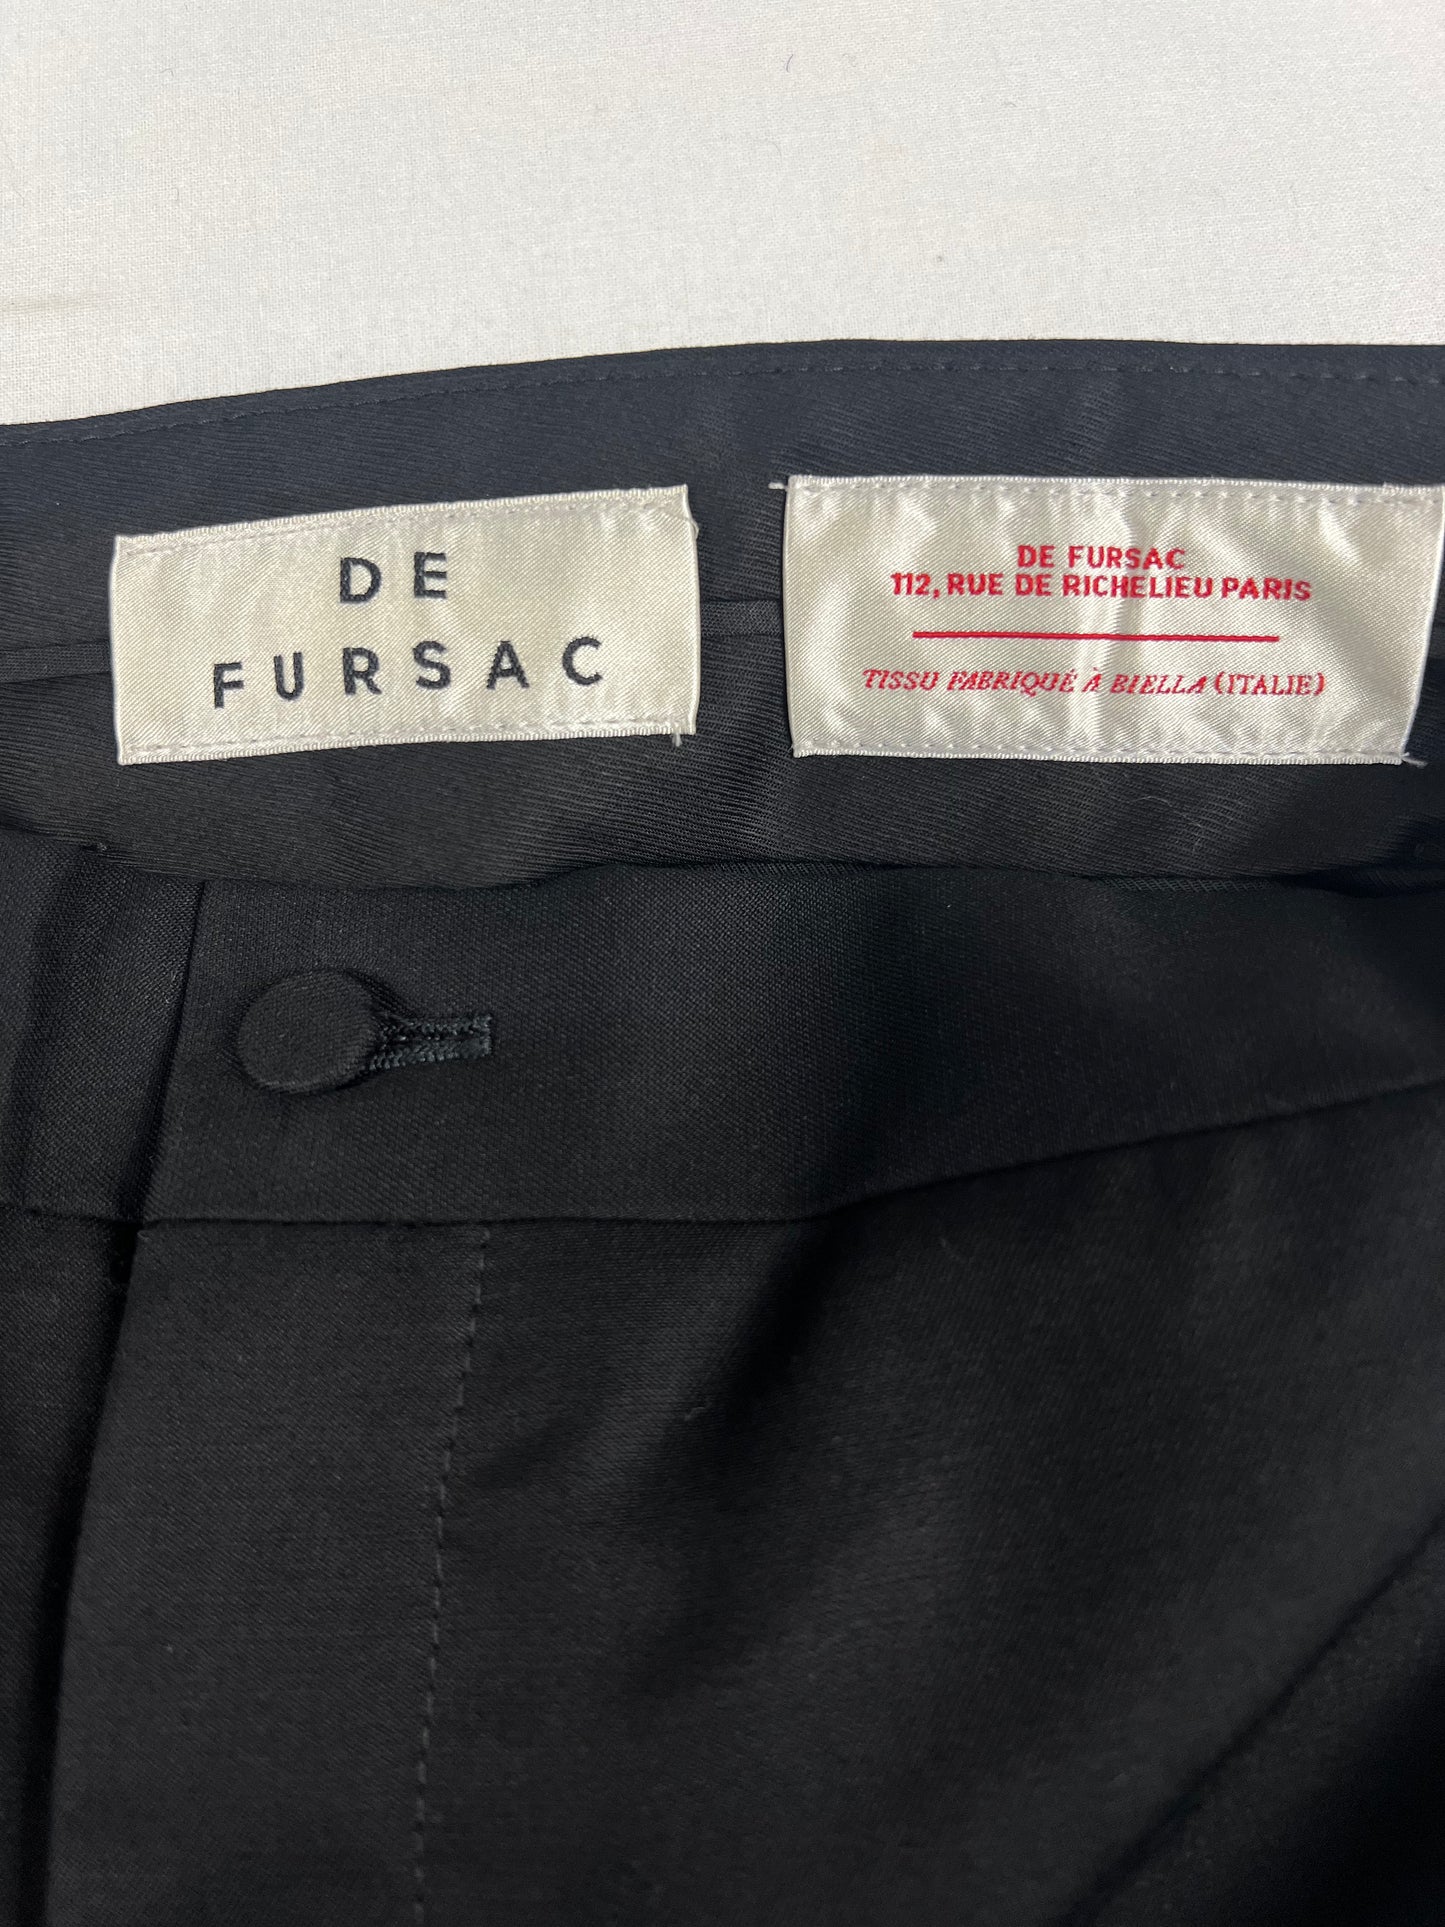 DE
FURSAC
DE FURSAC
112, RUE DE RICHELIEU PARIS
TISSU FABRIQUÉ À BIELLA (ITALIE)